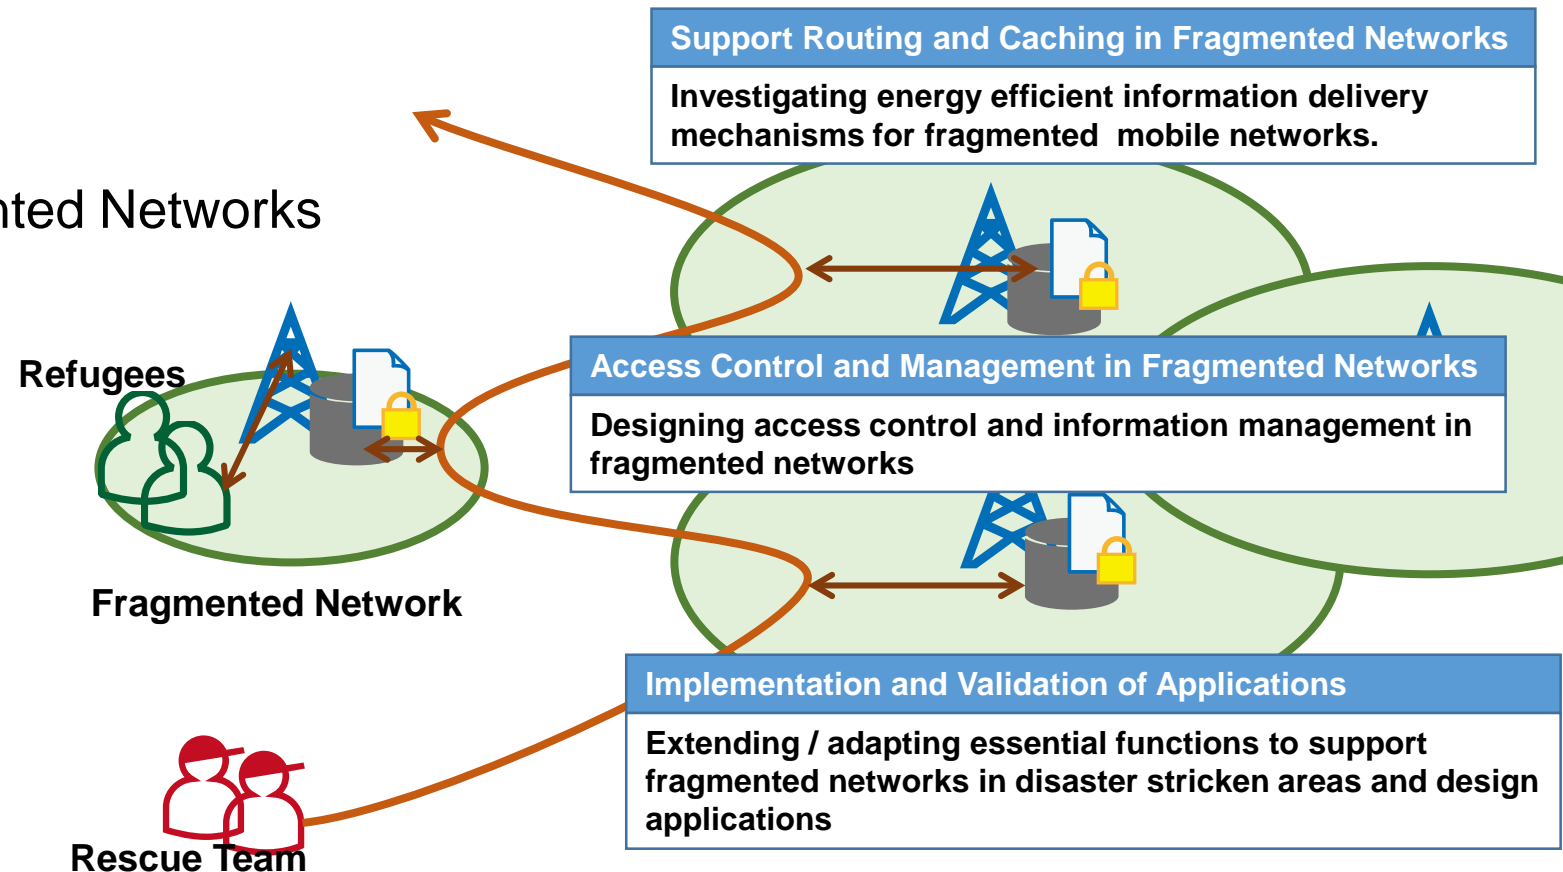 Support Routing and Caching in Fragmented Networks
Investigating energy efficient information delivery
mechanisms for fragmented mobile networks.
nted Networks
Refugees
Access Control and Management in Fragmented Networks
Designing access control and information management in
fragmented networks
Fragmented Network
Implementation and Validation of Applications
Extending / adapting essential functions to support
fragmented networks in disaster stricken areas and design
applications
Rescue Team